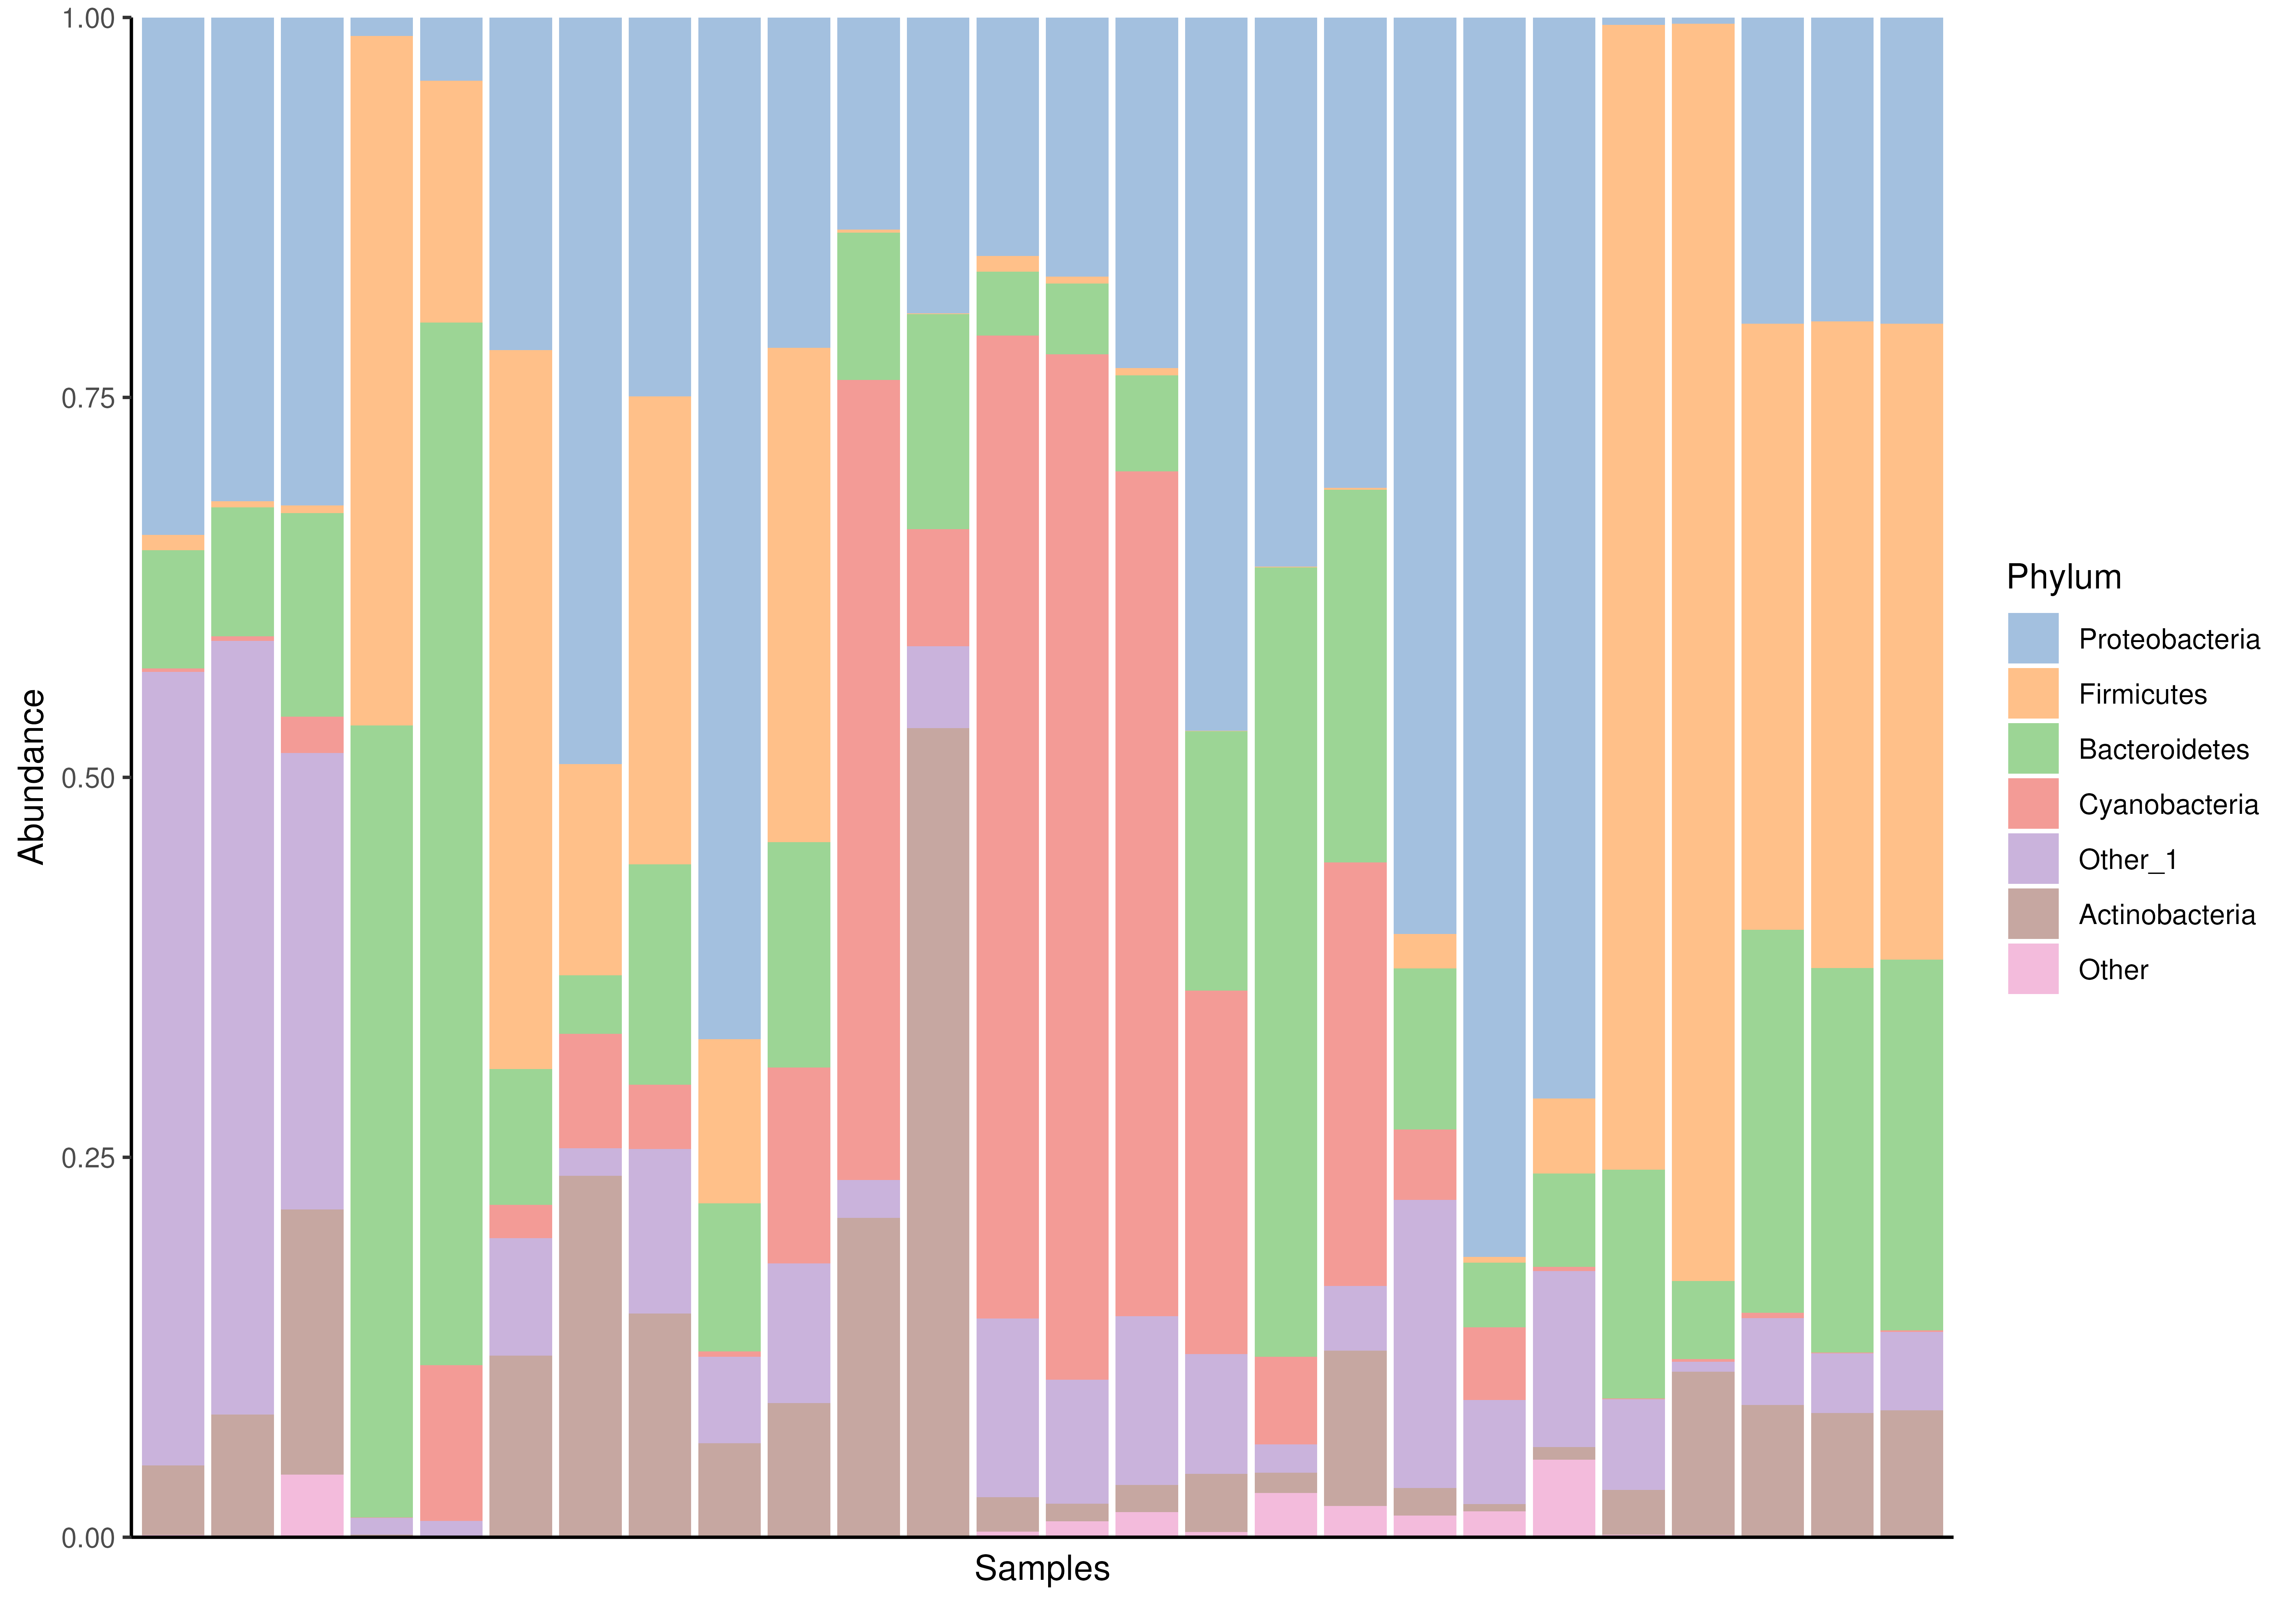 1.00
0.75
0.50
0.25
0.00
Abundance
Samples
Phylum
Proteobacteria
Firmicutes
Bacteroidetes
Cyanobacteria
Other_1
Actinobacteria
Other